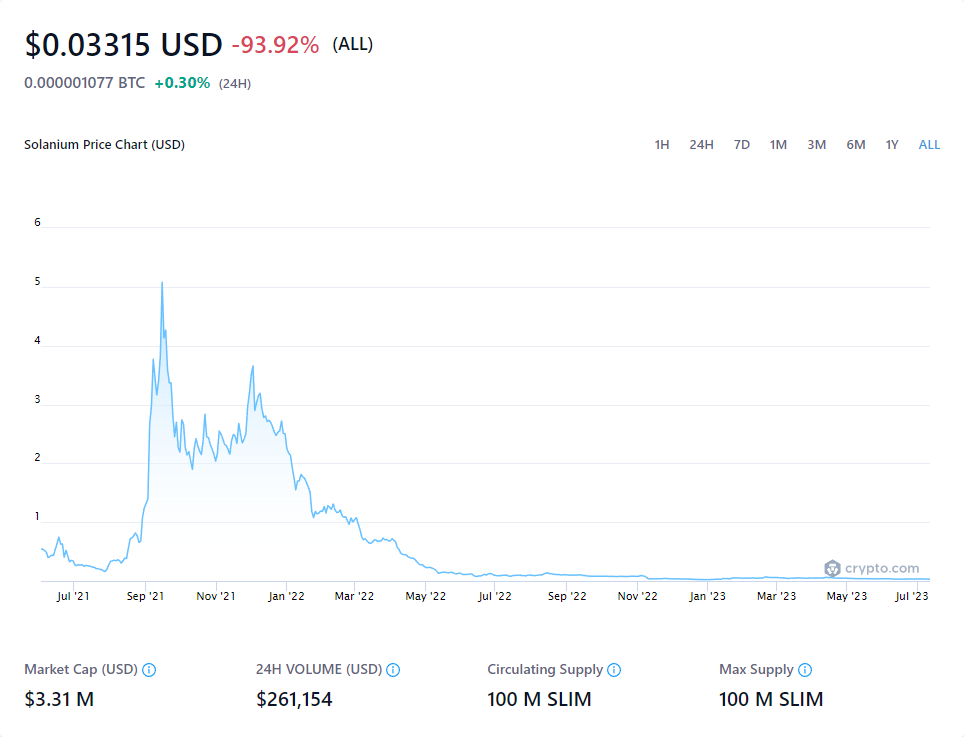 $0.03315 USD -93.92% (ALL)
0.000001077 BTC +0.30% (24H)
Solanium Price Chart (USD) 1H 24H 7D 1M 3M 6M 1Y ALL
6
5
4
3
2
1
crypto.com
Jul '21 Sep '21 Nov '21 Jan '22 Mar '22 May '22 Jul '22 Sep '22 Nov '22 Jan '23 Mar '23 May '23 Jul '23
Market Cap (USD) 24H VOLUME (USD) Circulating Supply Max Supply
$3.31 M $261,154 100 M SLIM 100 M SLIM